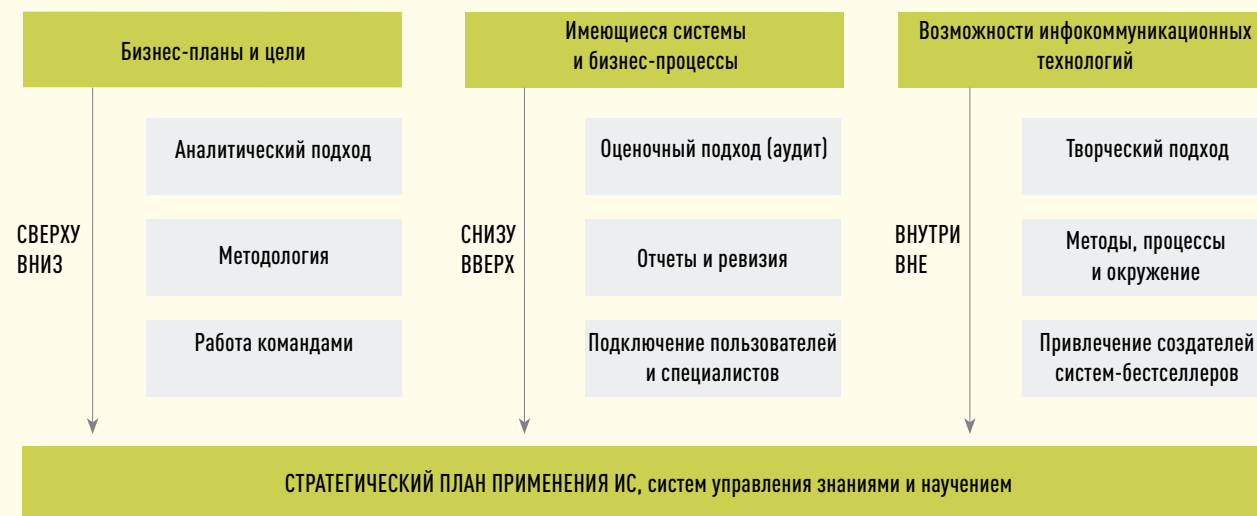 Бизнес-планы и цели
Аналитический подход
СВЕРХУ
ВНИЗ
Методология
Работа командами
Имеющиеся системы
и бизнес-процессы
Оценочный подход (аудит)
СНИЗУ
ВВЕРХ
Отчеты и ревизия
Подключение пользователей
и специалистов
Возможности инфокоммуникационных
технологий
Творческий подход
ВНУТРИ
ВНЕ
Методы, процессы
и окружение
Привлечение создателей
систем-бестселлеров
СТРАТЕГИЧЕСКИЙ ПЛАН ПРИМЕНЕНИЯ ИС, систем управления знаниями и научением